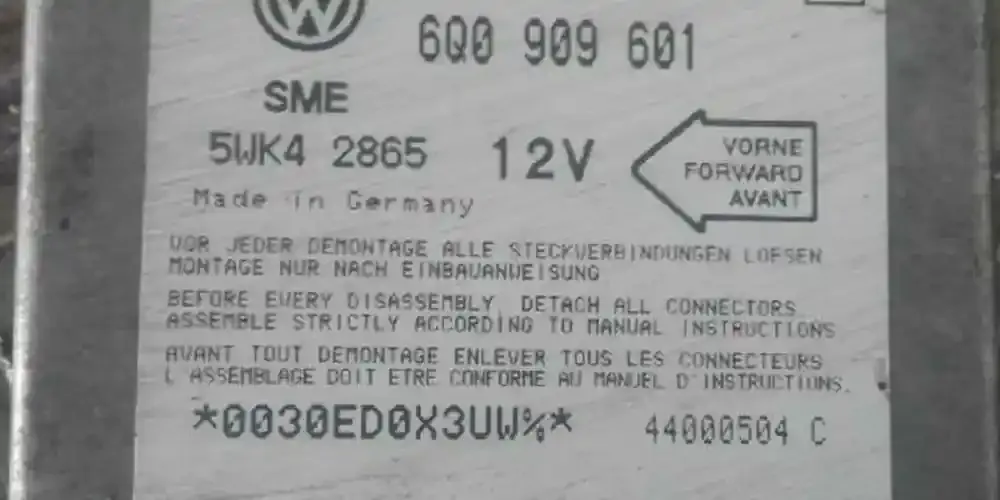 6Q0 909 601
SME
5WK4 2865
12V
VORNE
FORWARD
AVANT
Made in Germany
VOR JEDER DEMONTAGE ALLE STECKVERBINDUNGEN LOESEN
MONTAGE NUR NACH EINBAUANWEISUNG
BEFORE EVERY DISASSEMBLY, DETACH ALL CONNECTORS
ASSEMBLE STRICTLY ACCORDING TO MANUAL INSTRUCTIONS
AVANT TOUT DEMONTAGE ENLEVER TOUS LES CONNECTEURS
L'ASSEMBLAGE DOIT ETRE CONFORME AU MANUEL D'INSTRUCTIONS.
*0030ED0X3UW%*
44000504 C